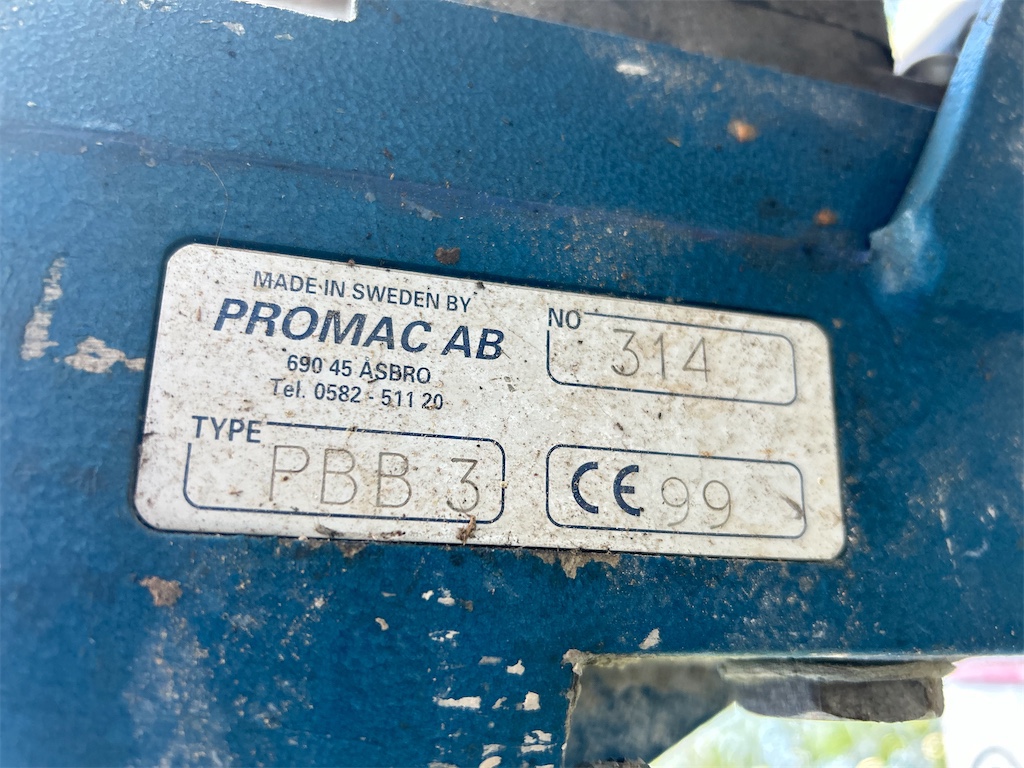 MADE IN SWEDEN BY
PROMAC AB
690 45 ÅSBRO
Tel. 0582 - 511 20
NO 314
TYPE PBB 3
CE 99